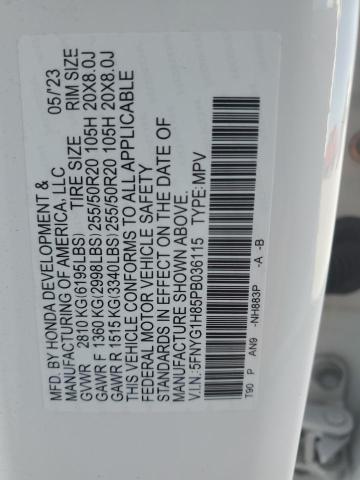 MFD. BY HONDA DEVELOPMENT &
MANUFACTURING OF AMERICA, LLC 05/'23
GVWR 2810 KG(6195LBS) TIRE SIZE RIM SIZE
GAWR F 1360 KG(2998LBS) 255/50R20 105H 20X8.0J
GAWR R 1515 KG(3340LBS) 255/50R20 105H 20X8.0J
THIS VEHICLE CONFORMS TO ALL APPLICABLE
FEDERAL MOTOR VEHICLE SAFETY
STANDARDS IN EFFECT ON THE DATE OF
MANUFACTURE SHOWN ABOVE.
V.I.N.:5FNYG1H85PB036115 TYPE:MPV
T90 P AN9 -NH883P -A -B